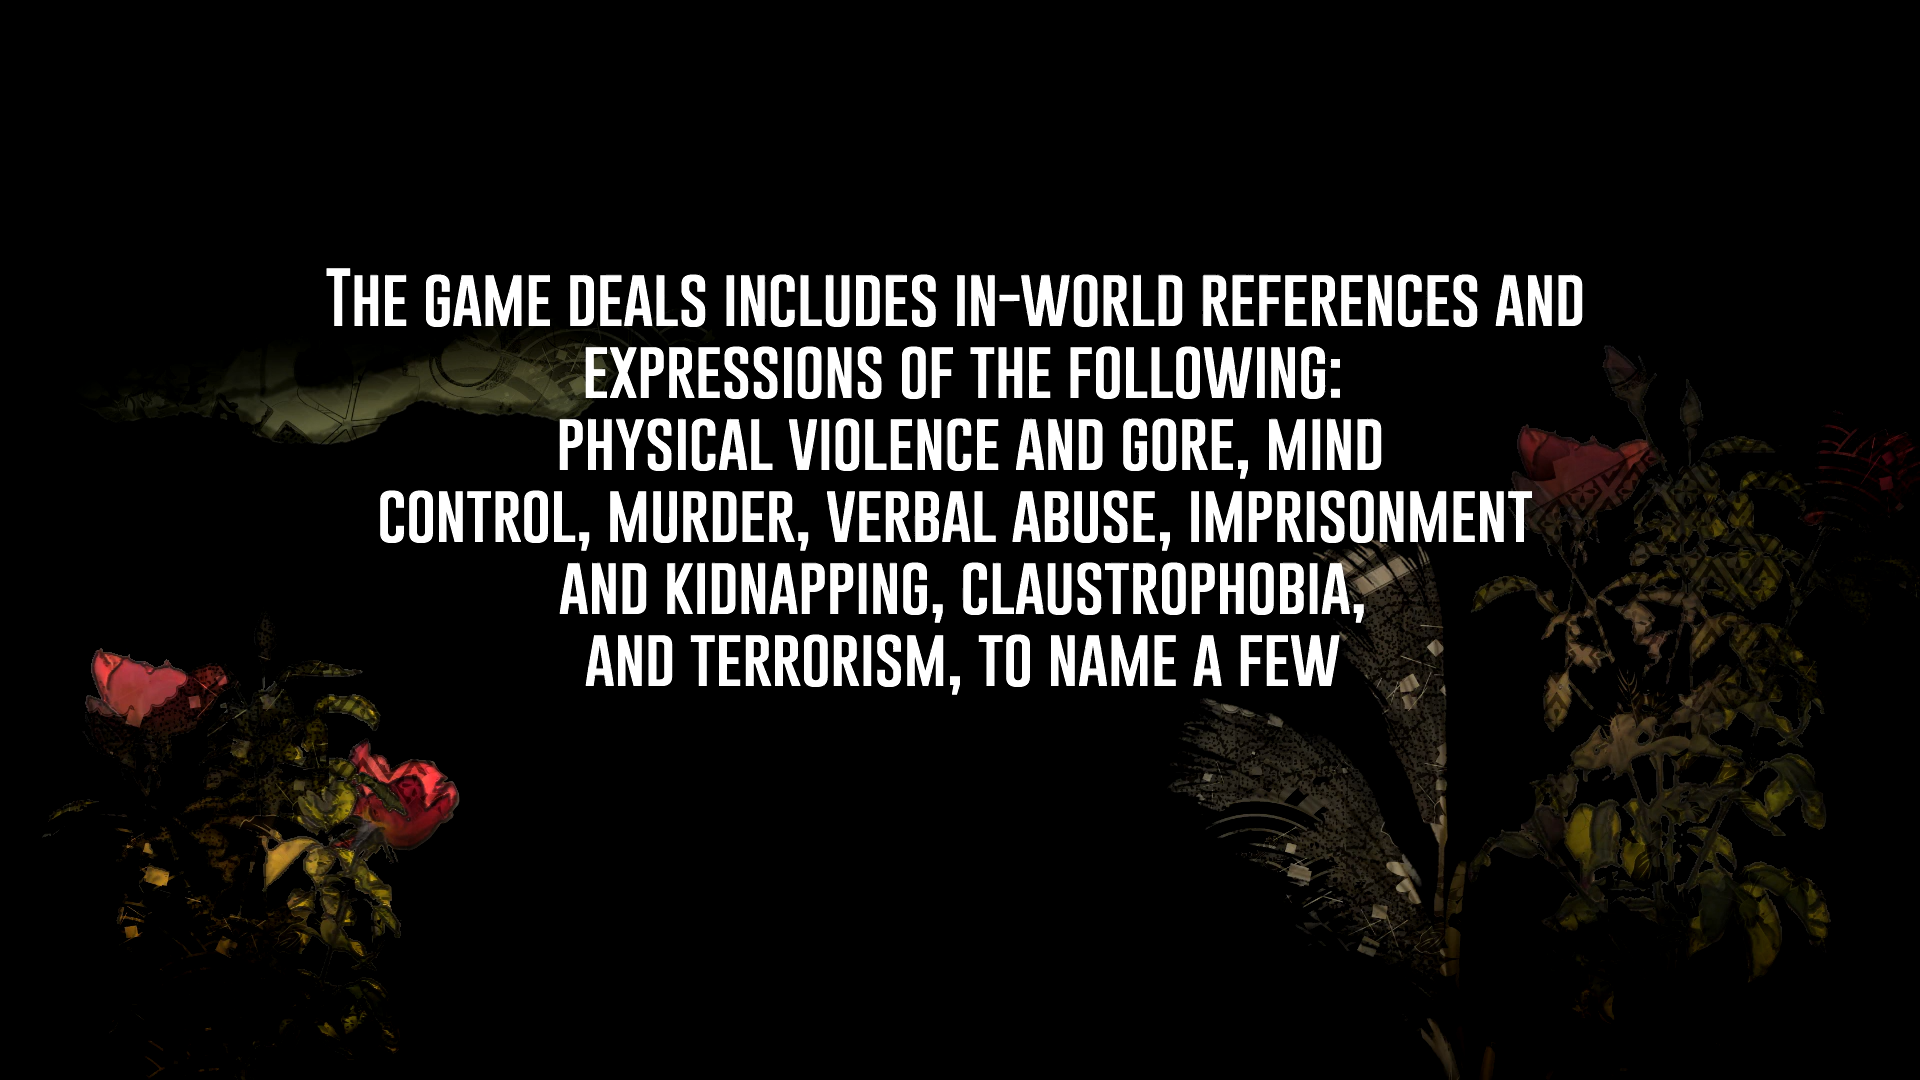 The game deals includes in-world references and
expressions of the following:
physical violence and gore, mind
control, murder, verbal abuse, imprisonment
and kidnapping, claustrophobia,
and terrorism, to name a few